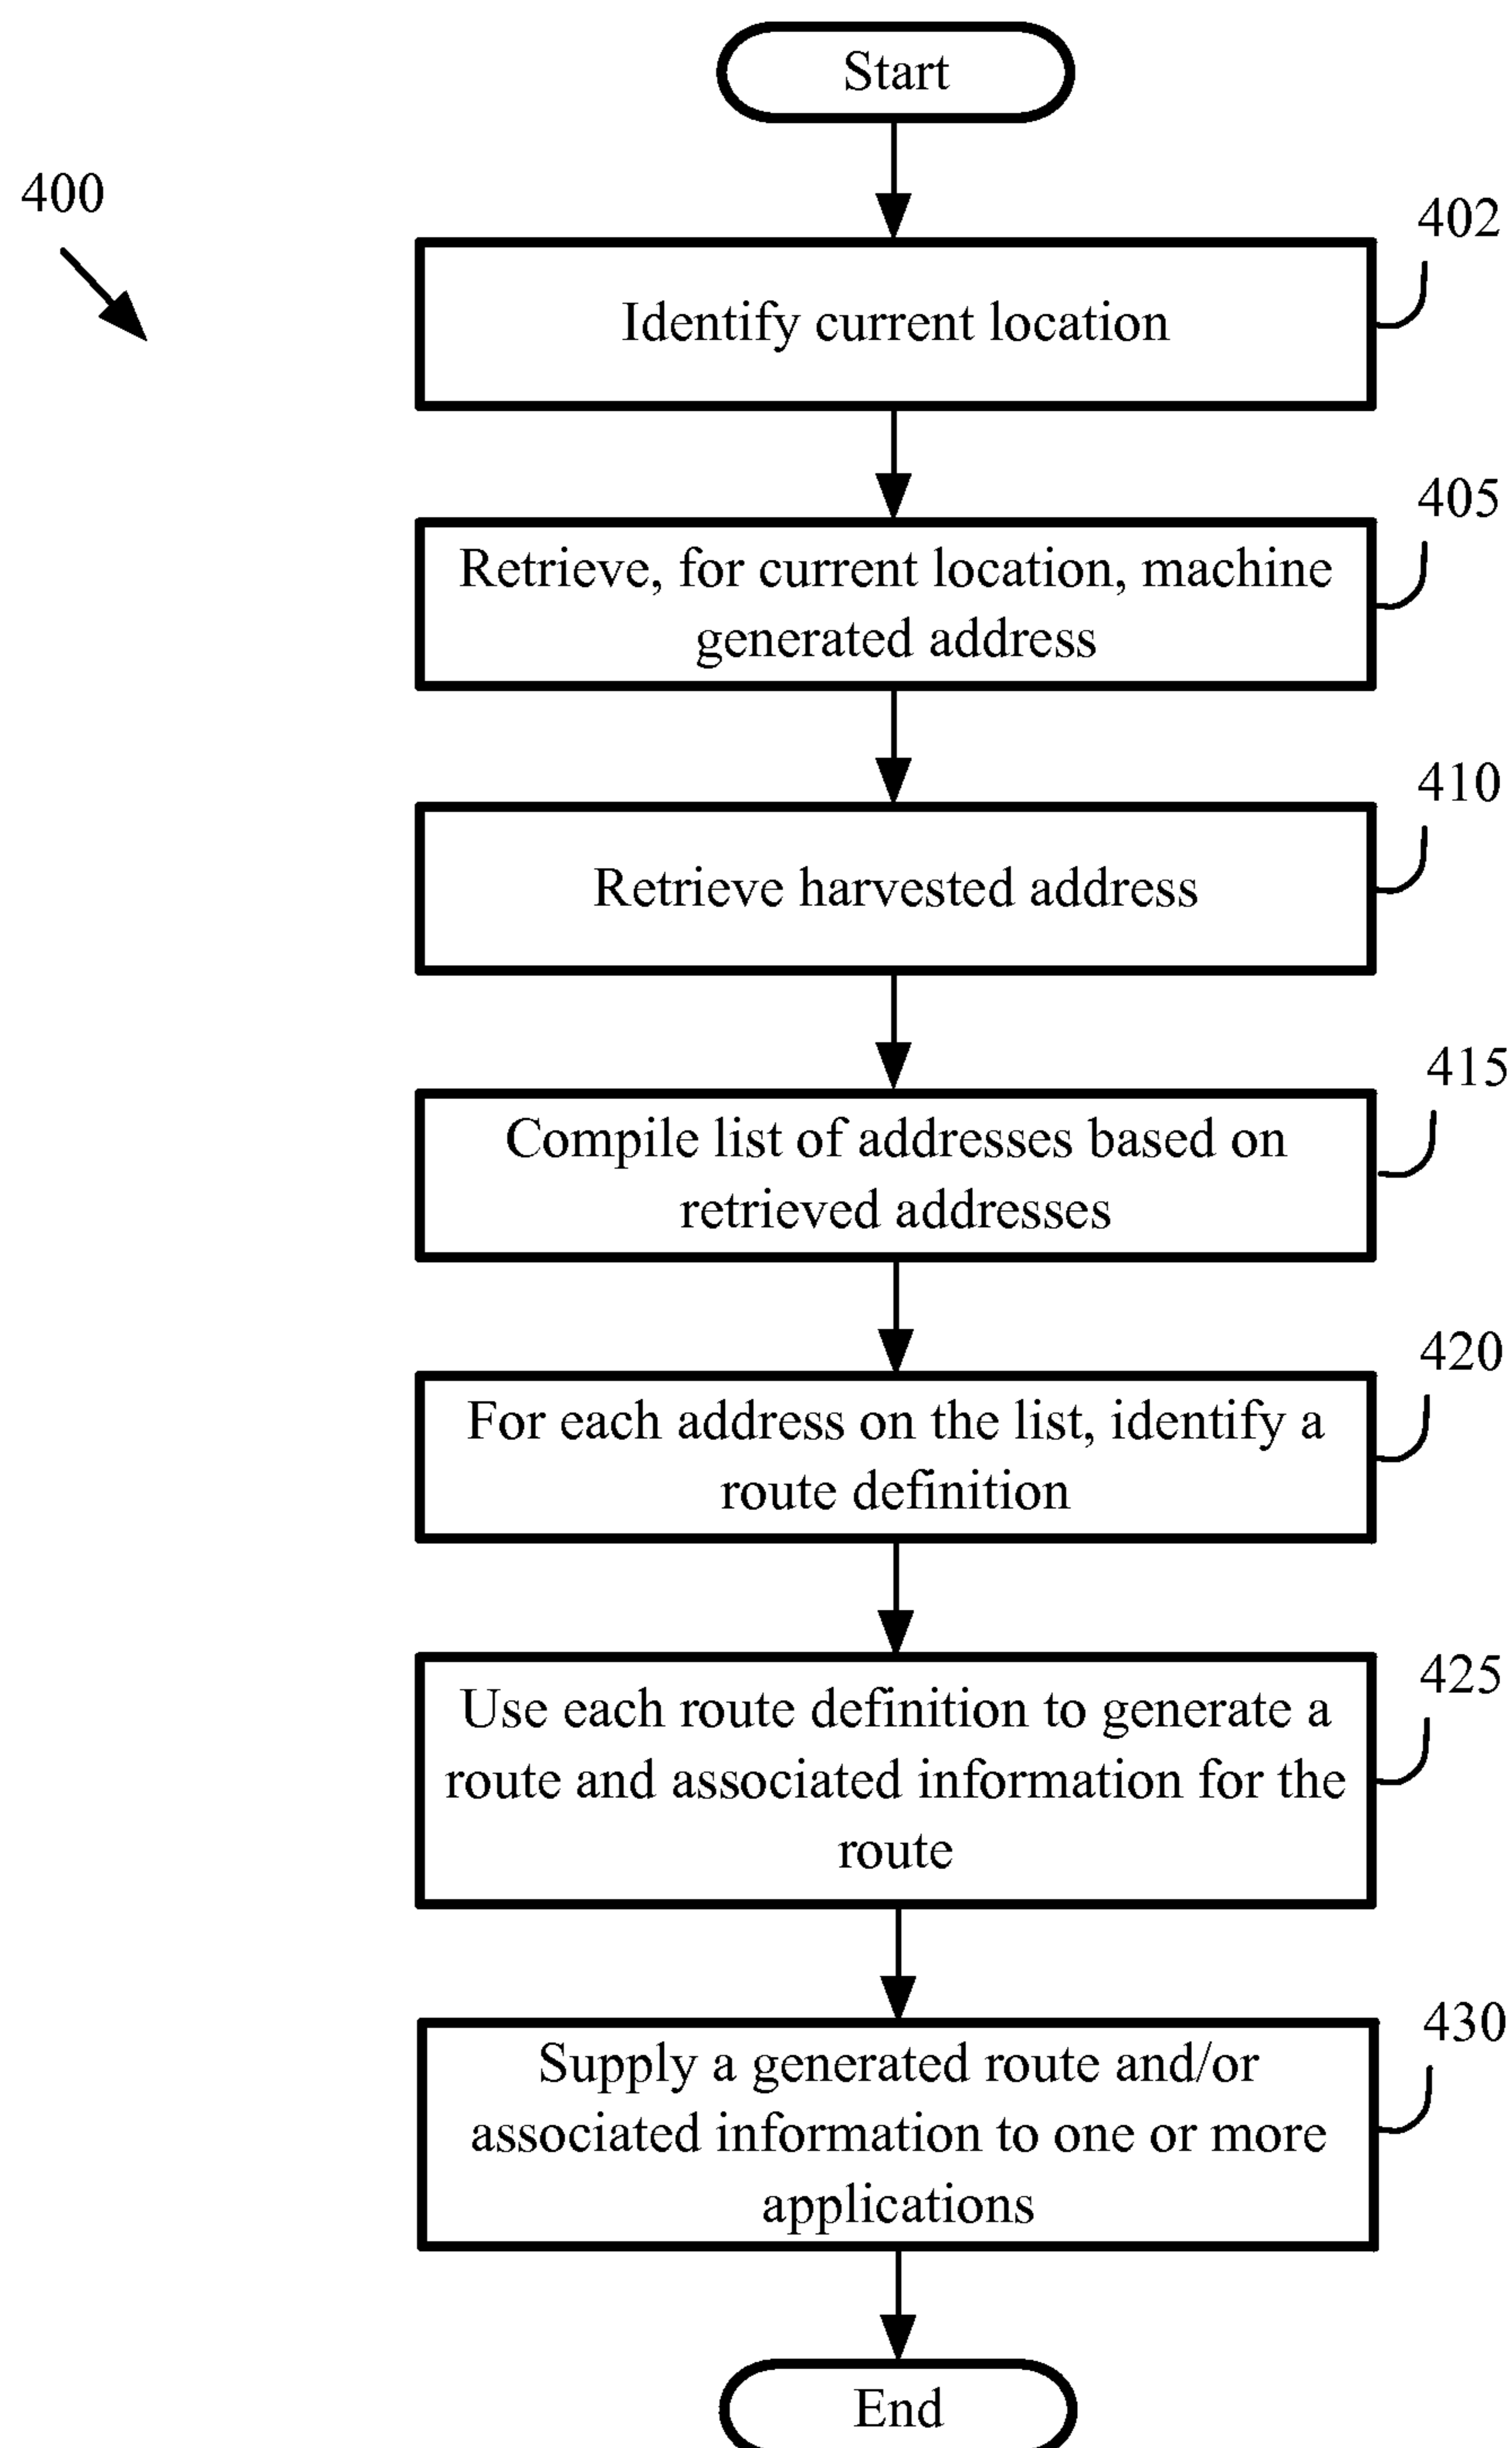 Start
400
402
Identify current location
405
Retrieve, for current location, machine
generated address
410
Retrieve harvested address
415
Compile list of addresses based on
retrieved addresses
420
For each address on the list, identify a
route definition
425
Use each route definition to generate a
route and associated information for the
route
430
Supply a generated route and/or
associated information to one or more
applications
End